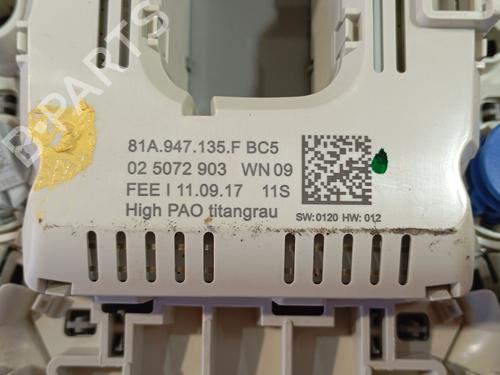 B-PARTS
81A.947.135.F BC5
02 5072 903 WN 09
FEE I 11.09.17 11S
High PAO titangrau
SW:0120 HW: 012